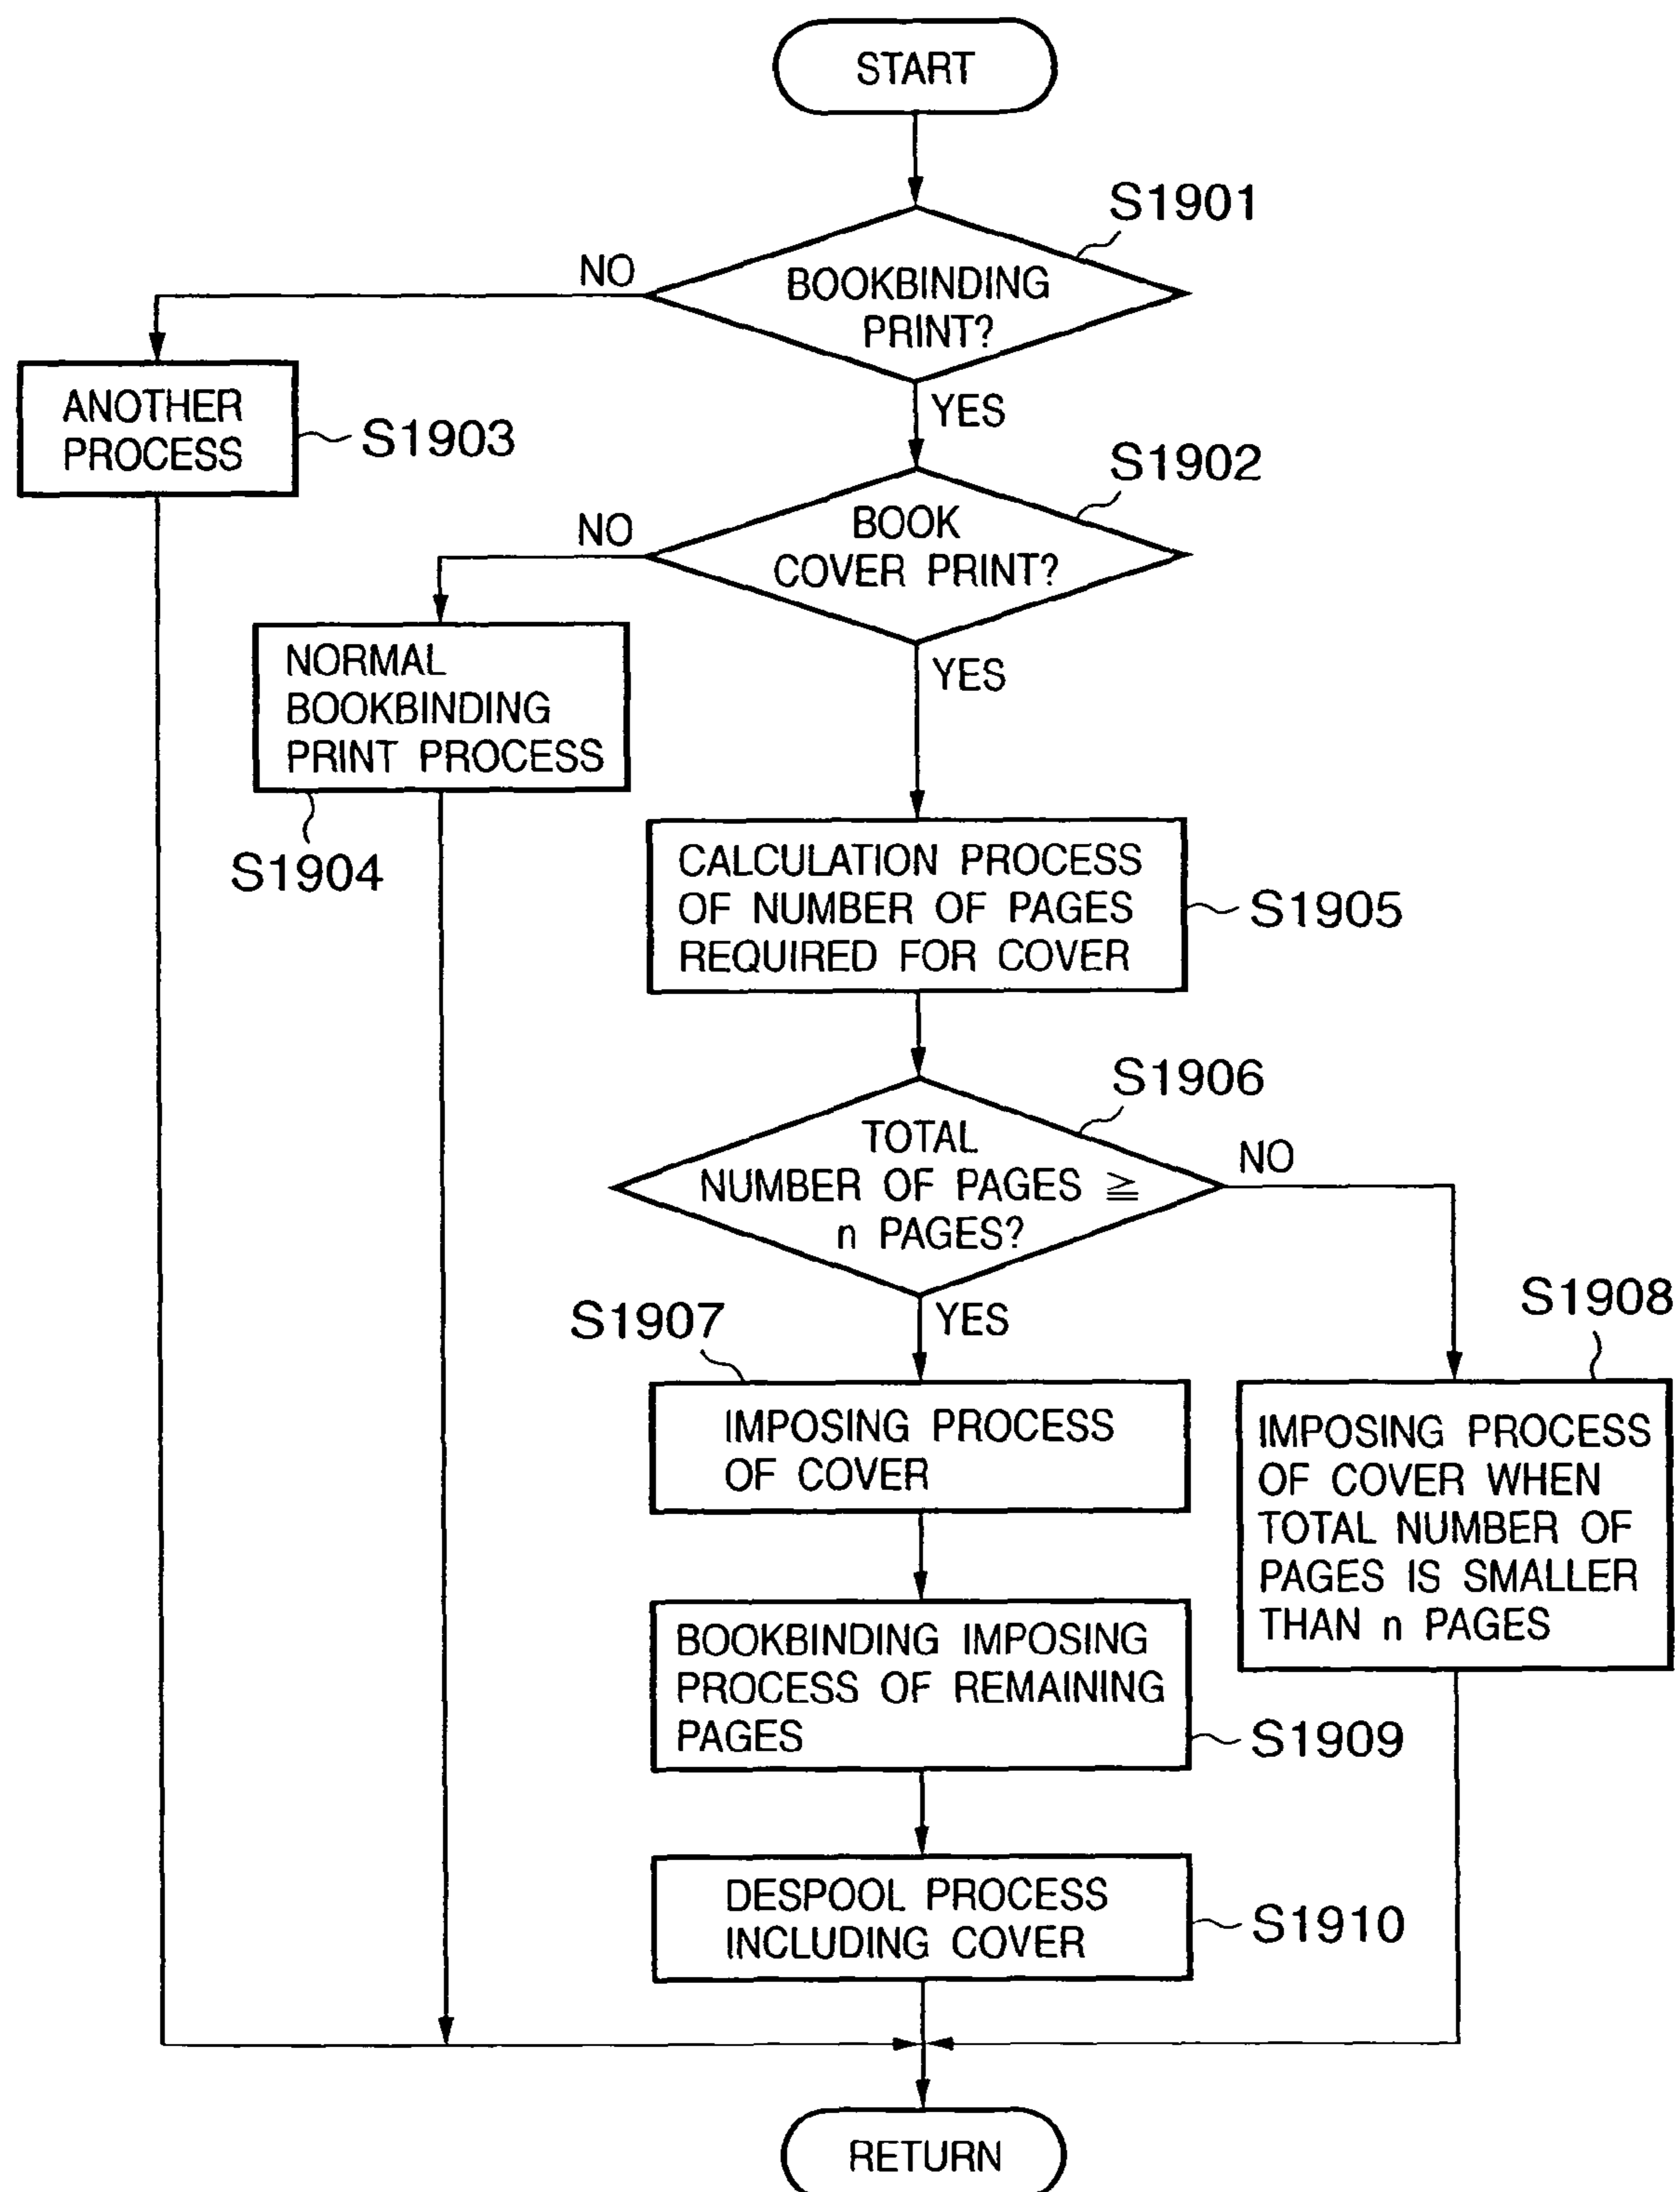 START
S1901
NO
BOOKBINDING
PRINT?
YES
ANOTHER
PROCESS
S1903
S1902
NO
BOOK
COVER PRINT?
YES
NORMAL
BOOKBINDING
PRINT PROCESS
S1904
CALCULATION PROCESS
OF NUMBER OF PAGES
REQUIRED FOR COVER
S1905
S1906
TOTAL
NUMBER OF PAGES ≧
n PAGES?
NO
YES
S1907
IMPOSING PROCESS
OF COVER
S1908
IMPOSING PROCESS
OF COVER WHEN
TOTAL NUMBER OF
PAGES IS SMALLER
THAN n PAGES
BOOKBINDING IMPOSING
PROCESS OF REMAINING
PAGES
S1909
DESPOOL PROCESS
INCLUDING COVER
S1910
RETURN